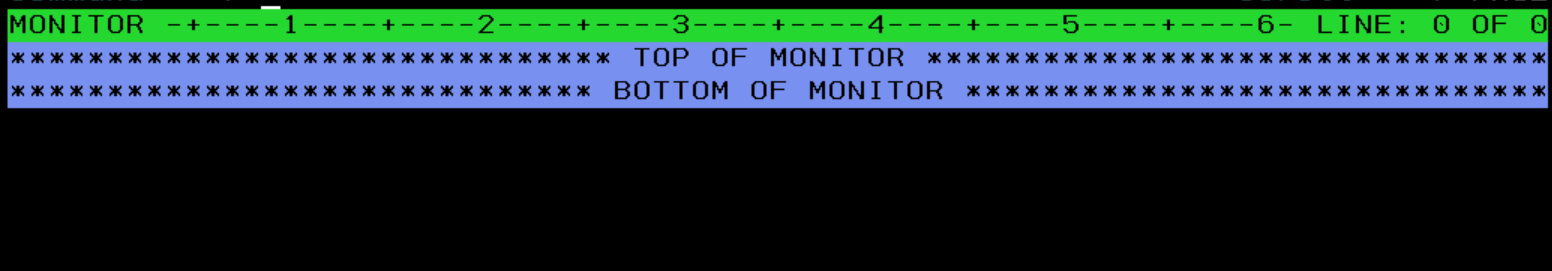 MONITOR -+----1----+----2----+----3----+----4----+----5----+----6- LINE: 0 OF 0
******************************* TOP OF MONITOR ********************************
****************************** BOTTOM OF MONITOR ******************************